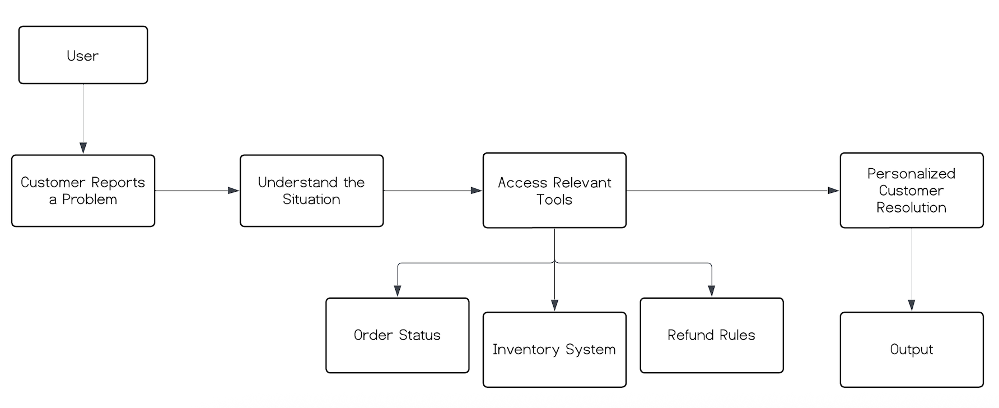 User
Customer Reports
a Problem
Understand the
Situation
Access Relevant
Tools
Personalized
Customer
Resolution
Order Status
Inventory System
Refund Rules
Output